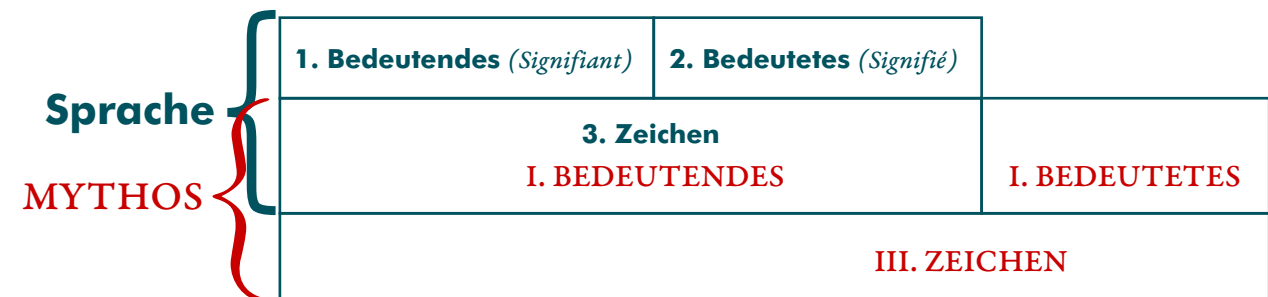 1. Bedeutendes (Signifiant)
2. Bedeutetes (Signifié)
Sprache
3. Zeichen
MYTHOS
I. BEDEUTENDES
I. BEDEUTETES
III. ZEICHEN